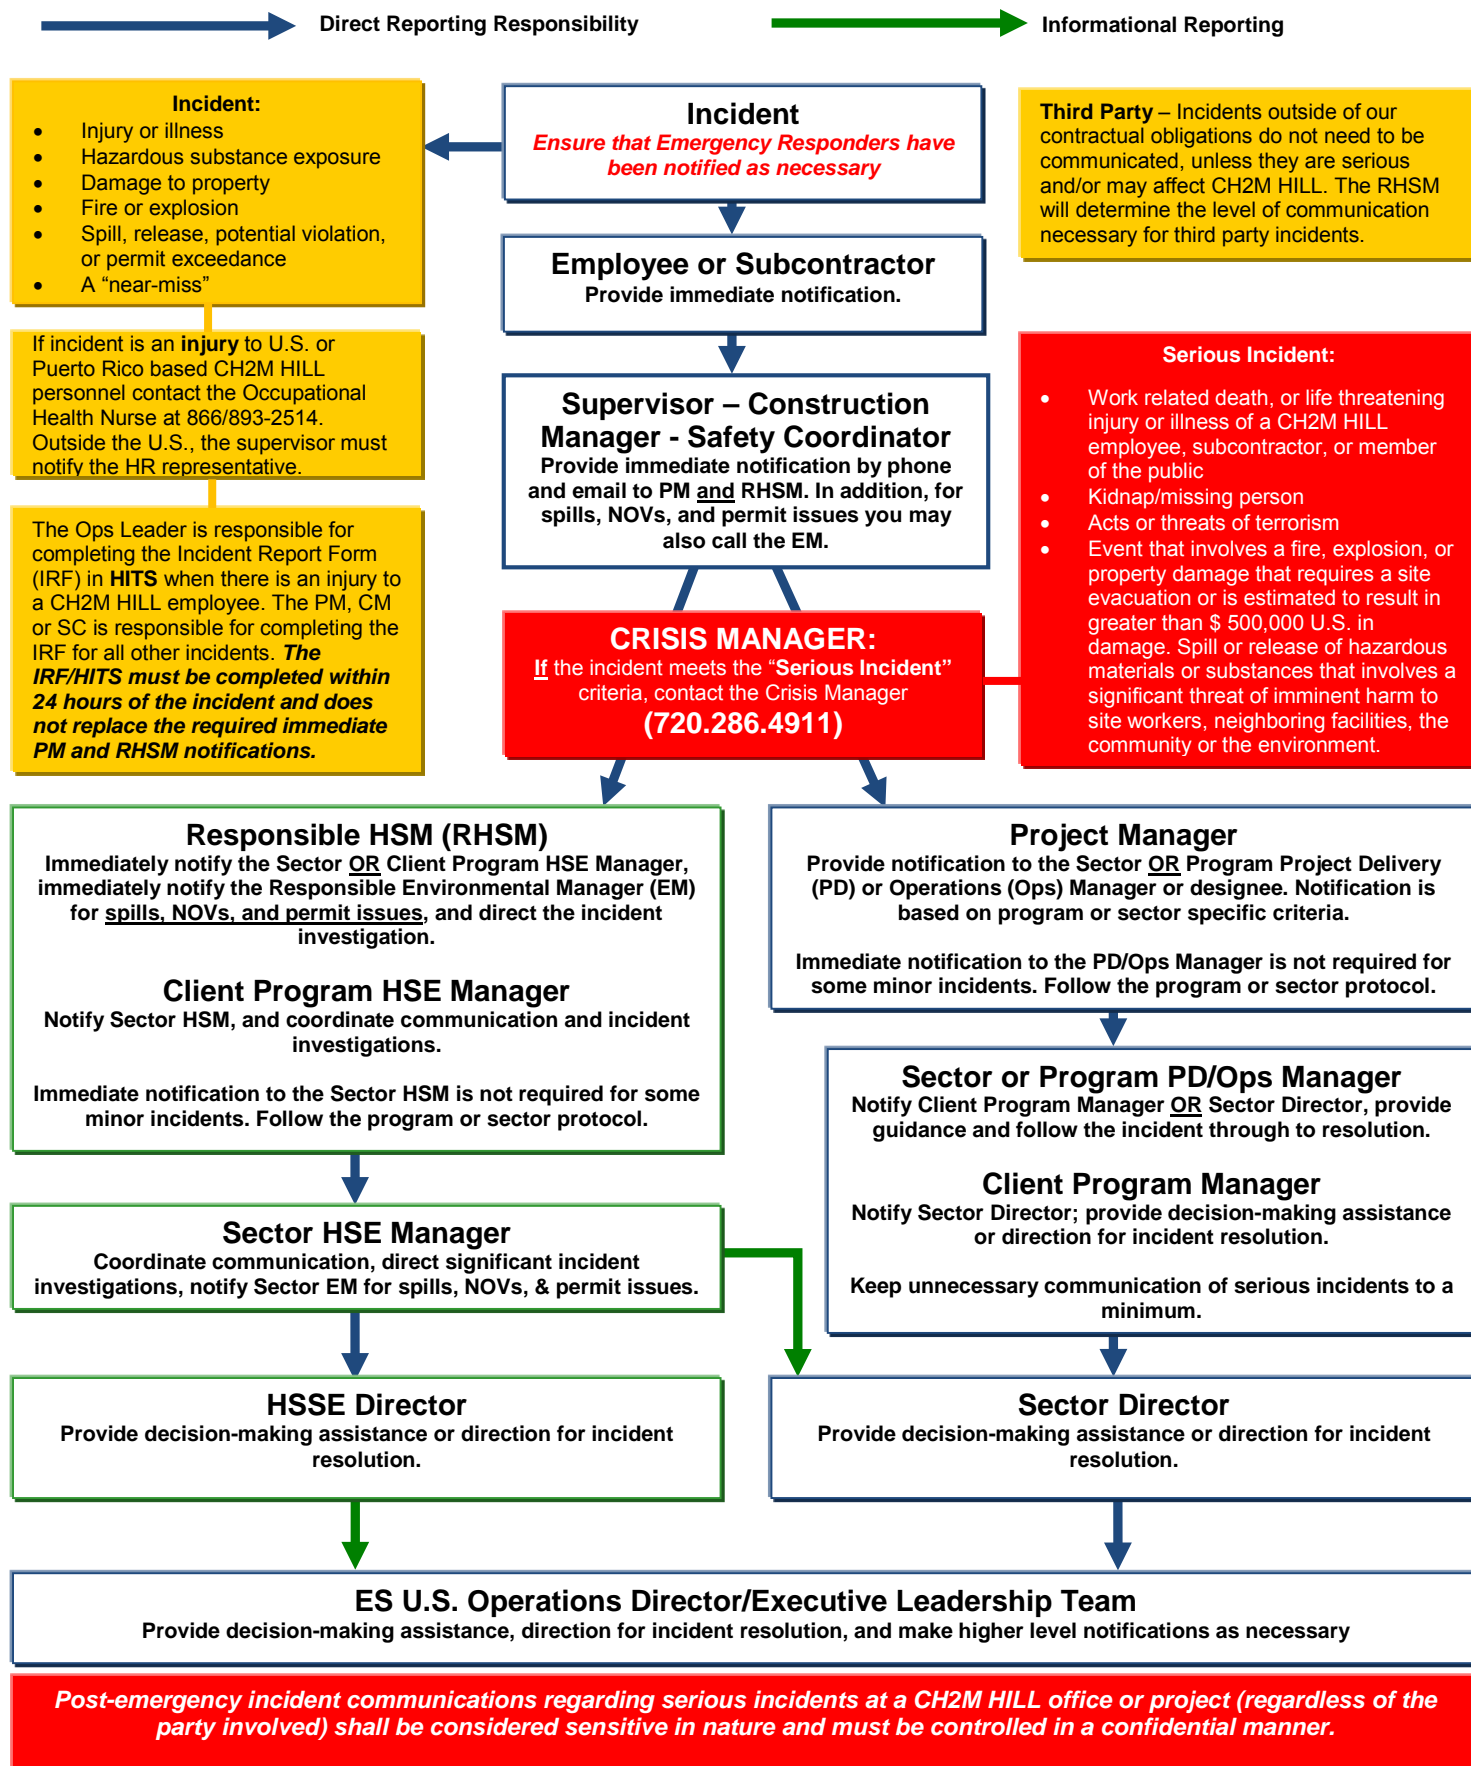 Direct Reporting Responsibility
Informational Reporting
Incident:
• Injury or illness
• Hazardous substance exposure
• Damage to property
• Fire or explosion
• Spill, release, potential violation,
or permit exceedance
• A “near-miss”
Incident
Ensure that Emergency Responders have
been notified as necessary
Third Party – Incidents outside of our
contractual obligations do not need to be
communicated, unless they are serious
and/or may affect CH2M HILL. The RHSM
will determine the level of communication
necessary for third party incidents.
Employee or Subcontractor
Provide immediate notification.
If incident is an injury to U.S. or
Puerto Rico based CH2M HILL
personnel contact the Occupational
Health Nurse at 866/893-2514.
Outside the U.S., the supervisor must
notify the HR representative.
Supervisor – Construction
Manager - Safety Coordinator
Provide immediate notification by phone
and email to PM and RHSM. In addition, for
spills, NOVs, and permit issues you may
also call the EM.
Serious Incident:
• Work related death, or life threatening
injury or illness of a CH2M HILL
employee, subcontractor, or member
of the public
• Kidnap/missing person
• Acts or threats of terrorism
• Event that involves a fire, explosion, or
property damage that requires a site
evacuation or is estimated to result in
greater than $ 500,000 U.S. in
damage. Spill or release of hazardous
materials or substances that involves a
significant threat of imminent harm to
site workers, neighboring facilities, the
community or the environment.
The Ops Leader is responsible for
completing the Incident Report Form
(IRF) in HITS when there is an injury to
a CH2M HILL employee. The PM, CM
or SC is responsible for completing the
IRF for all other incidents. The
IRF/HITS must be completed within
24 hours of the incident and does
not replace the required immediate
PM and RHSM notifications.
CRISIS MANAGER:
If the incident meets the “Serious Incident”
criteria, contact the Crisis Manager
(720.286.4911)
Responsible HSM (RHSM)
Immediately notify the Sector OR Client Program HSE Manager,
immediately notify the Responsible Environmental Manager (EM)
for spills, NOVs, and permit issues, and direct the incident
investigation.
Client Program HSE Manager
Notify Sector HSM, and coordinate communication and incident
investigations.
Immediate notification to the Sector HSM is not required for some
minor incidents. Follow the program or sector protocol.
Project Manager
Provide notification to the Sector OR Program Project Delivery
(PD) or Operations (Ops) Manager or designee. Notification is
based on program or sector specific criteria.
Immediate notification to the PD/Ops Manager is not required for
some minor incidents. Follow the program or sector protocol.
Sector or Program PD/Ops Manager
Notify Client Program Manager OR Sector Director, provide
guidance and follow the incident through to resolution.
Client Program Manager
Notify Sector Director; provide decision-making assistance
or direction for incident resolution.
Keep unnecessary communication of serious incidents to a
minimum.
Sector HSE Manager
Coordinate communication, direct significant incident
investigations, notify Sector EM for spills, NOVs, & permit issues.
HSSE Director
Provide decision-making assistance or direction for incident
resolution.
Sector Director
Provide decision-making assistance or direction for incident
resolution.
ES U.S. Operations Director/Executive Leadership Team
Provide decision-making assistance, direction for incident resolution, and make higher level notifications as necessary
Post-emergency incident communications regarding serious incidents at a CH2M HILL office or project (regardless of the
party involved) shall be considered sensitive in nature and must be controlled in a confidential manner.